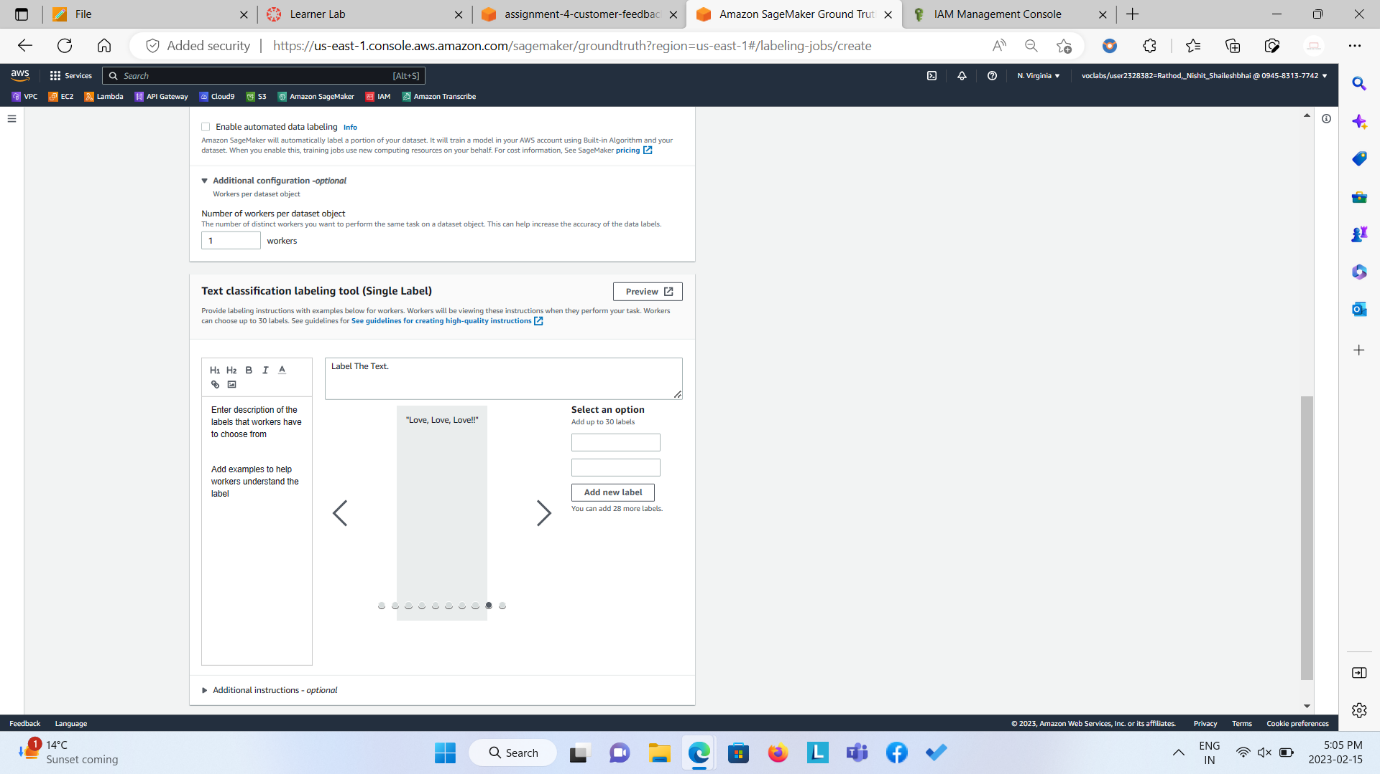 File
Learner Lab
assignment-4-customer-feedbac
Amazon SageMaker Ground Trut
IAM Management Console
Added security
https://us-east-1.console.aws.amazon.com/sagemaker/groundtruth?region=us-east-1#/labeling-jobs/create
aws
Services
Search
[Alt+S]
N. Virginia
voclabs/user2328382=Rathod_Nishit_Shaileshbhai @ 0945-8313-7742
VPC
EC2
Lambda
API Gateway
Cloud9
S3
Amazon SageMaker
IAM
Amazon Transcribe
Enable automated data labeling Info
Amazon SageMaker will automatically label a portion of your dataset. It will train a model in your AWS account using Built-in Algorithm and your
dataset. When you enable this, training jobs use new computing resources on your behalf. For cost information, See SageMaker pricing
Additional configuration -optional
Workers per dataset object
Number of workers per dataset object
The number of distinct workers you want to perform the same task on a dataset object. This can help increase the accuracy of the data labels.
1
workers
Text classification labeling tool (Single Label)
Preview
Provide labeling instructions with examples below for workers. Workers will be viewing these instructions when they perform your task. Workers
can choose up to 30 labels. See guidelines for See guidelines for creating high-quality instructions
H1 H2 B I A
Enter description of the
labels that workers have
to choose from
Add examples to help
workers understand the
label
Label The Text.
"Love, Love, Love!!"
Select an option
Add up to 30 labels
Add new label
You can add 28 more labels.
Additional instructions - optional
Feedback
Language
© 2023, Amazon Web Services, Inc. or its affiliates.
Privacy
Terms
Cookie preferences
1
14°C
Sunset coming
Search
ENG
IN
5:05 PM
2023-02-15